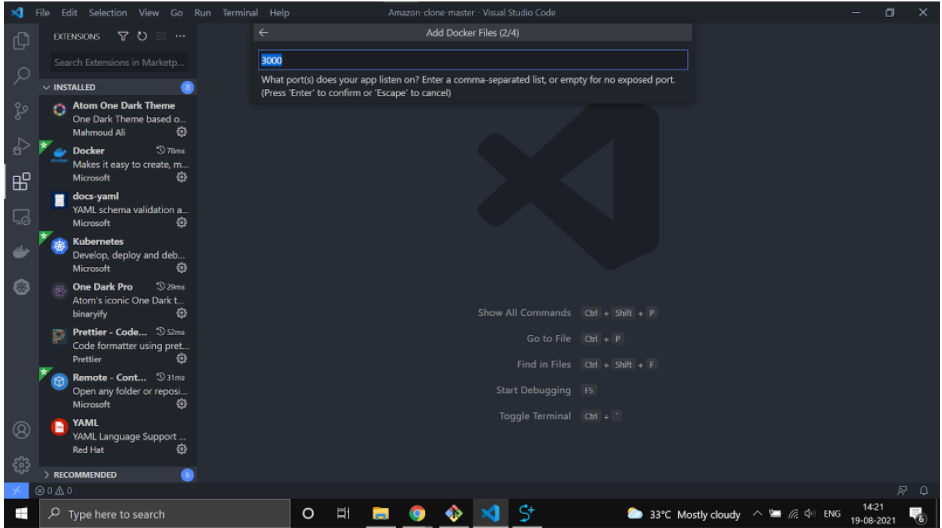 File Edit Selection View Go Run Terminal Help
Amazon-clone-master - Visual Studio Code
EXTENSIONS
Search Extensions in Marketp...
INSTALLED 8
Atom One Dark Theme
One Dark Theme based o...
Mahmoud Ali
Docker 78ms
Makes it easy to create, m...
Microsoft
docs-yaml
YAML schema validation a...
Microsoft
Kubernetes
Develop, deploy and deb...
Microsoft
One Dark Pro 29ms
Atom's iconic One Dark t...
binaryify
Prettier - Code... 52ms
Code formatter using pret...
Prettier
Remote - Cont... 31ms
Open any folder or reposi...
Microsoft
YAML
YAML Language Support ...
Red Hat
RECOMMENDED 6
Add Docker Files (2/4)
3000
What port(s) does your app listen on? Enter a comma-separated list, or empty for no exposed port.
(Press 'Enter' to confirm or 'Escape' to cancel)
Show All Commands Ctrl + Shift + P
Go to File Ctrl + P
Find in Files Ctrl + Shift + F
Start Debugging F5
Toggle Terminal Ctrl + `
0 0
Type here to search
33°C Mostly cloudy
ENG
14:21
19-08-2021
6